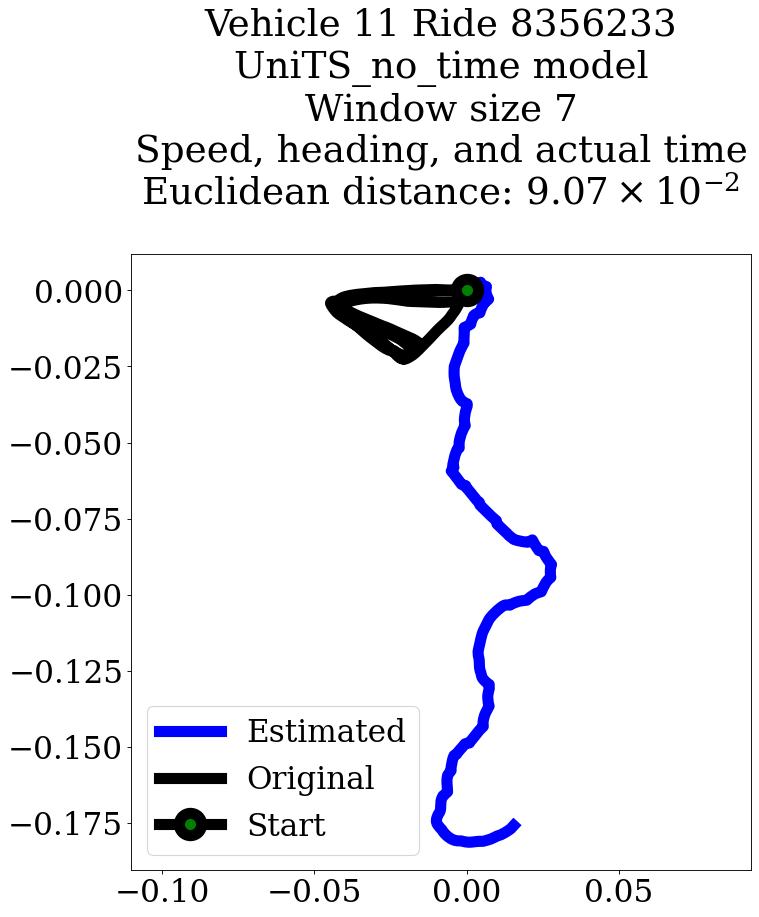 Vehicle 11 Ride 8356233
UniTS_no_time model
Window size 7
Speed, heading, and actual time
Euclidean distance: 9.07 × 10⁻²
0.000
−0.025
−0.050
−0.075
−0.100
−0.125
−0.150
−0.175
Estimated
Original
Start
−0.10
−0.05
0.00
0.05